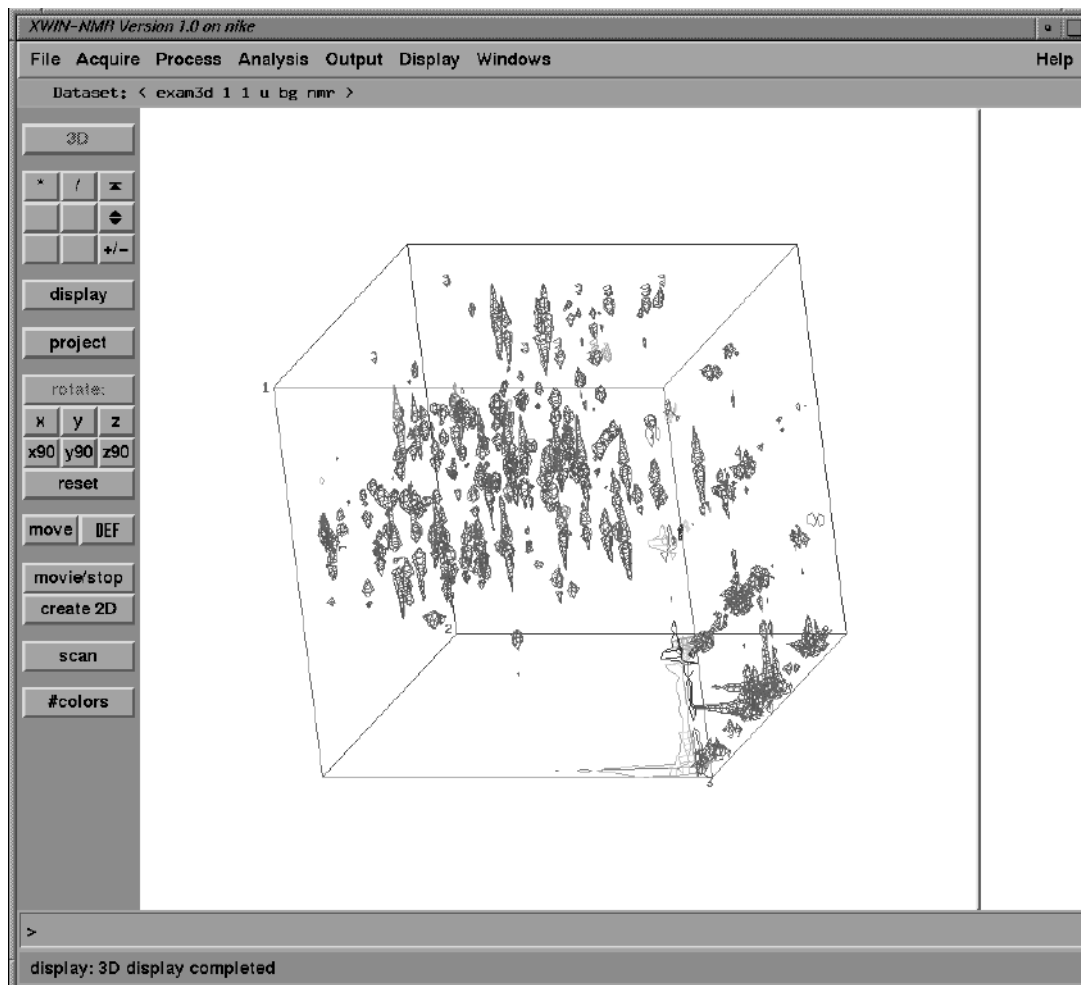 XWIN-NMR Version 1.0 on nike
File Acquire Process Analysis Output Display Windows Help
Dataset: < exam3d 1 1 u bg nmr >
3D
* /
+/-
display
project
rotate:
x y z
x90 y90 z90
reset
move DEF
movie/stop
create 2D
scan
#colors
1
2
3
>
display: 3D display completed